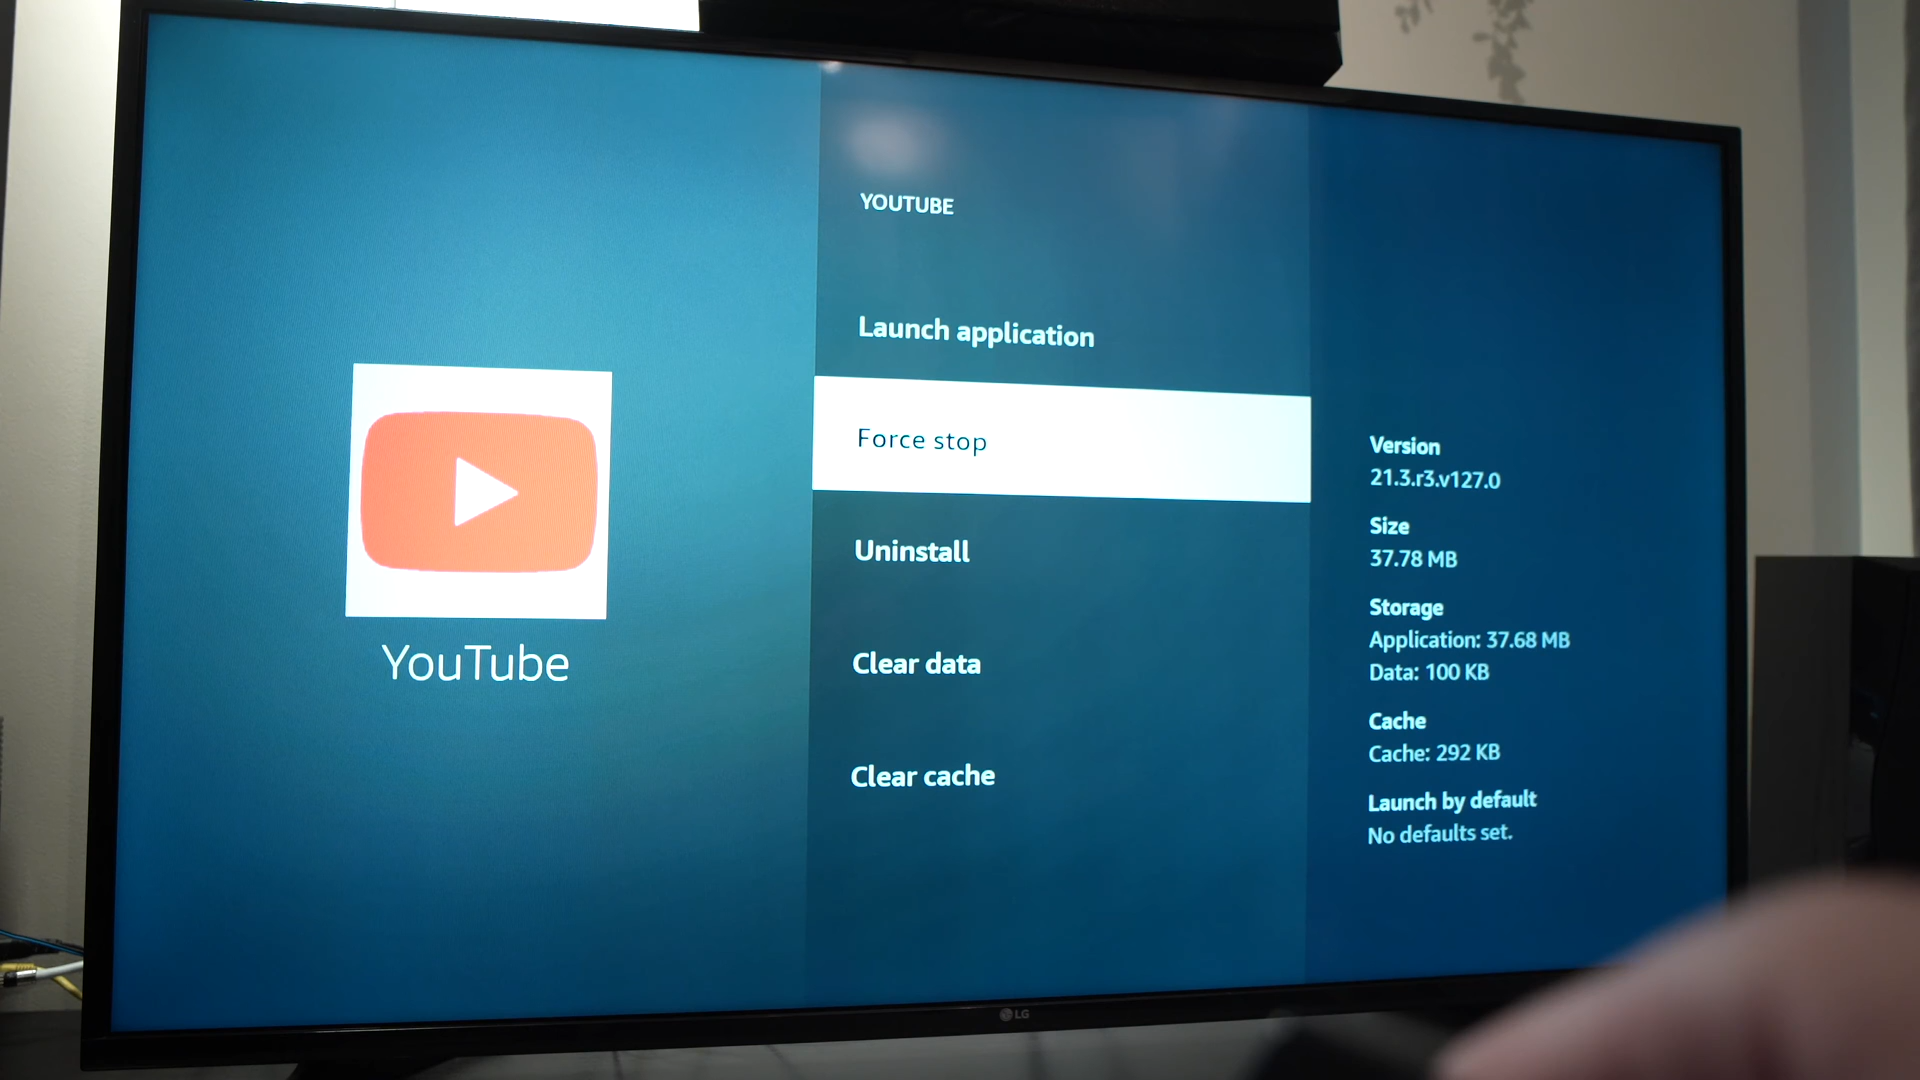 YOUTUBE
Launch application
Force stop
Uninstall
Clear data
Clear cache
YouTube
Version
21.3.r3.v127.0
Size
37.78 MB
Storage
Application: 37.68 MB
Data: 100 KB
Cache
Cache: 292 KB
Launch by default
No defaults set.
LG